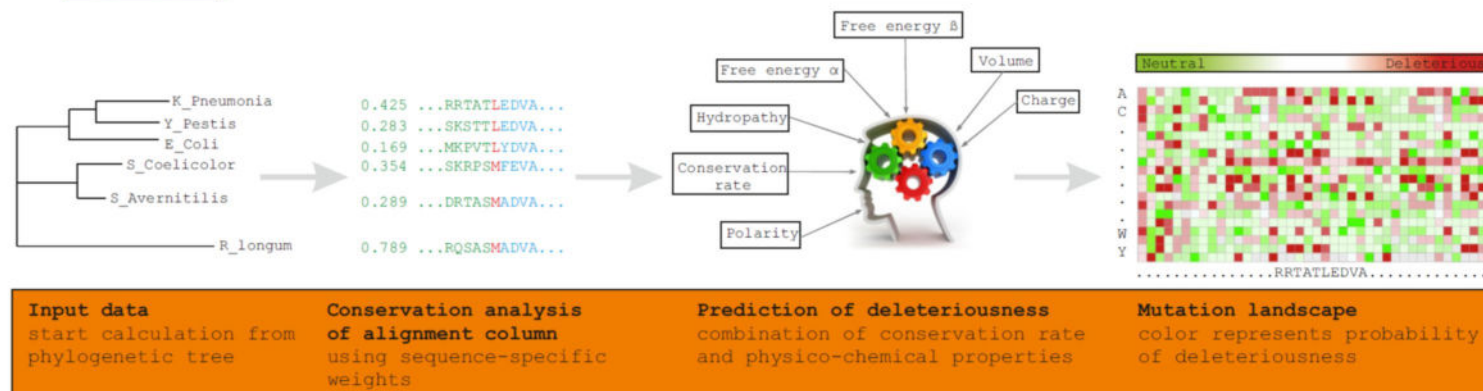 K_Pneumonia
Y_Pestis
E_Coli
S_Coelicolor
S_Avernitilis
R_longum
0.425 ...RRTATLEDVA...
0.283 ...SKSTTLEDVA...
0.169 ...MKPVTLYDVA...
0.354 ...SKRPSMFEVA...
0.289 ...DRTASMADVA...
0.789 ...RQSASMADVA...
Free energy ß
Free energy α
Volume
Hydropathy
Charge
Conservation
rate
Polarity
Neutral
Deleterious
A
C
.
.
.
.
.
.
W
Y
..............RRTATLEDVA............
Input data
start calculation from
phylogenetic tree
Conservation analysis
of alignment column
using sequence-specific
weights
Prediction of deleteriousness
combination of conservation rate
and physico-chemical properties
Mutation landscape
color represents probability
of deleteriousness